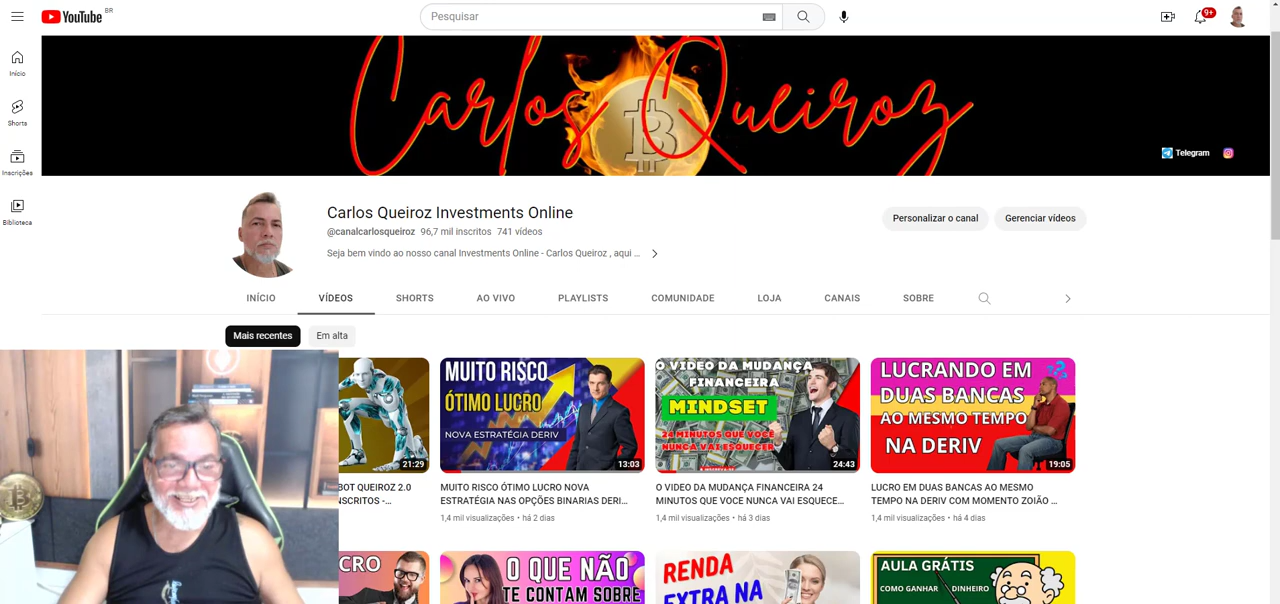 YouTube BR
Pesquisar
9+
Início
Shorts
Inscrições
Biblioteca
Carlos Queiroz
Telegram
Carlos Queiroz Investments Online
@canalcarlosqueiroz 96,7 mil inscritos 741 vídeos
Seja bem vindo ao nosso canal Investments Online - Carlos Queiroz , aqui ...
Personalizar o canal
Gerenciar vídeos
INÍCIO VÍDEOS SHORTS AO VIVO PLAYLISTS COMUNIDADE LOJA CANAIS SOBRE
Mais recentes
Em alta
21:29
BOT QUEIROZ 2.0
NSCRITOS -...
MUITO RISCO
ÓTIMO LUCRO
NOVA ESTRATÉGIA DERIV
13:03
MUITO RISCO ÓTIMO LUCRO NOVA
ESTRATÉGIA NAS OPÇÕES BINARIAS DERI...
1,4 mil visualizações • há 2 dias
O VIDEO DA MUDANÇA
FINANCEIRA
MINDSET
24 MINUTOS QUE VOCE
NUNCA VAI ESQUECER
24:43
O VIDEO DA MUDANÇA FINANCEIRA 24
MINUTOS QUE VOCE NUNCA VAI ESQUECE...
1,4 mil visualizações • há 3 dias
LUCRANDO EM
DUAS BANCAS
AO MESMO TEMPO
NA DERIV
19:05
LUCRO EM DUAS BANCAS AO MESMO
TEMPO NA DERIV COM MOMENTO ZOIÃO ...
1,4 mil visualizações • há 4 dias
CRO
O QUE NÃO
TE CONTAM SOBRE
RENDA
EXTRA NA
AULA GRÁTIS
COMO GANHAR DINHEIRO